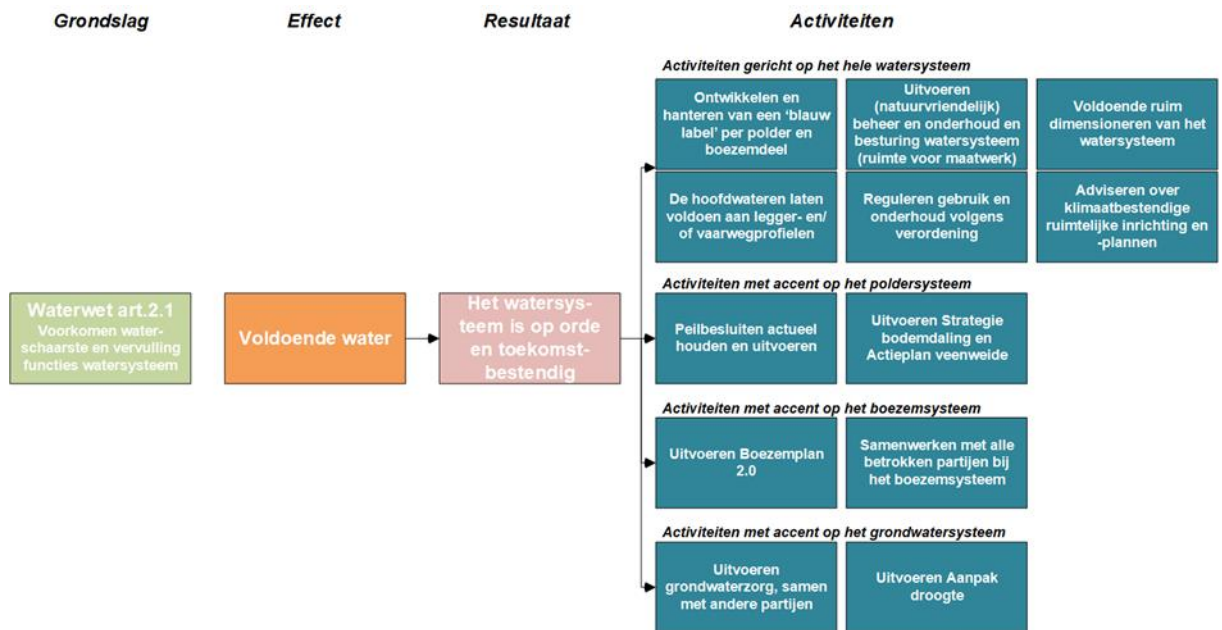 Grondslag
Effect
Resultaat
Activiteiten
Activiteiten gericht op het hele watersysteem
Ontwikkelen en
hanteren van een ‘blauw
label’ per polder en
boezemdeel
Uitvoeren
(natuurvriendelijk)
beheer en onderhoud en
besturing watersysteem
(ruimte voor maatwerk)
Voldoende ruim
dimensioneren van het
watersysteem
De hoofdwateren laten
voldoen aan legger- en/
of vaarwegprofielen
Reguleren gebruik en
onderhoud volgens
verordening
Adviseren over
klimaatbestendige
ruimtelijke inrichting en
-plannen
Waterwet art.2.1
Voorkomen water-
schaarste en vervulling
functies watersysteem
Voldoende water
Het watersys-
teem is op orde
en toekomst-
bestendig
Activiteiten met accent op het poldersysteem
Peilbesluiten actueel
houden en uitvoeren
Uitvoeren Strategie
bodemdaling en
Actieplan veenweide
Activiteiten met accent op het boezemsysteem
Uitvoeren Boezemplan
2.0
Samenwerken met alle
betrokken partijen bij
het boezemsysteem
Activiteiten met accent op het grondwatersysteem
Uitvoeren
grondwaterzorg, samen
met andere partijen
Uitvoeren Aanpak
droogte